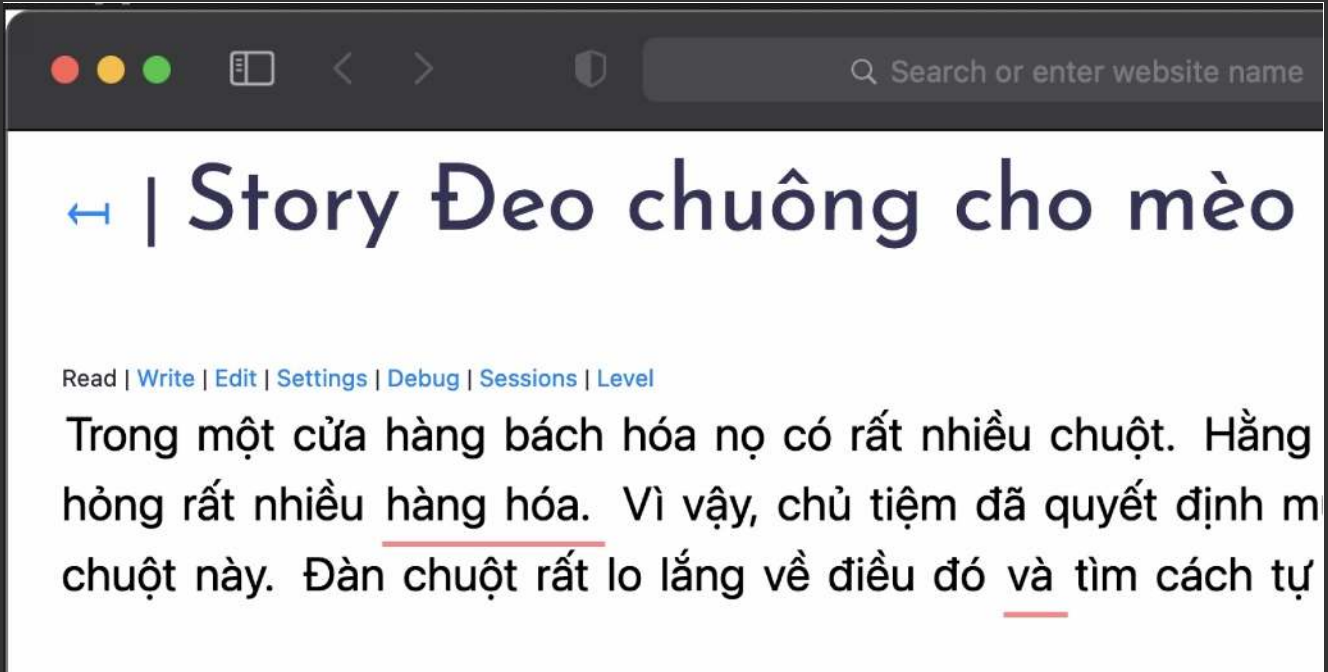 Search or enter website name
↤ | Story Đeo chuông cho mèo
Read | Write | Edit | Settings | Debug | Sessions | Level
Trong một cửa hàng bách hóa nọ có rất nhiều chuột. Hằng
hỏng rất nhiều hàng hóa. Vì vậy, chủ tiệm đã quyết định
chuột này. Đàn chuột rất lo lắng về điều đó và tìm cách tự